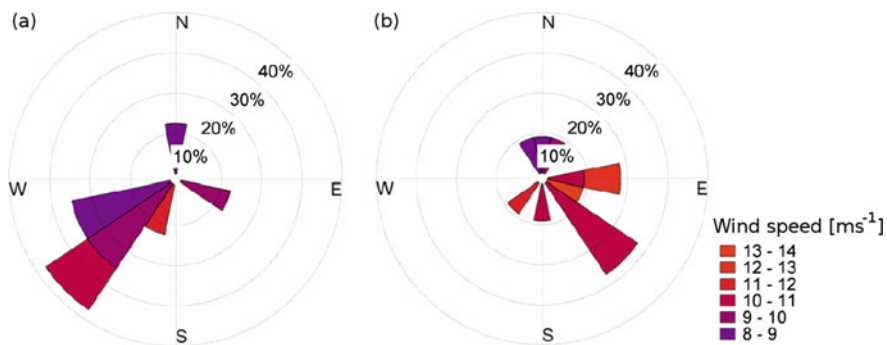 (a)
N
40%
30%
20%
10%
W
E
S
(b)
N
40%
30%
20%
10%
W
E
S
Wind speed [ms⁻¹]
13 - 14
12 - 13
11 - 12
10 - 11
9 - 10
8 - 9